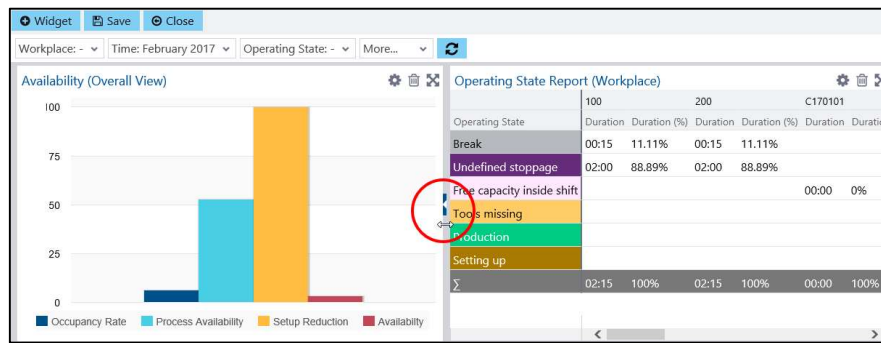 Widget Save Close
Workplace: - Time: February 2017 Operating State: - More...
Availability (Overall View)
100
75
50
25
0
Occupancy Rate Process Availability Setup Reduction Availabilty
Operating State Report (Workplace)
100 200 C170101
Operating State Duration Duration (%) Duration Duration (%) Duration
Break 00:15 11.11% 00:15 11.11%
Undefined stoppage 02:00 88.89% 02:00 88.89%
Free capacity inside shift 00:00 0%
Tools missing
Production
Setting up
∑ 02:15 100% 02:15 100% 00:00 100%